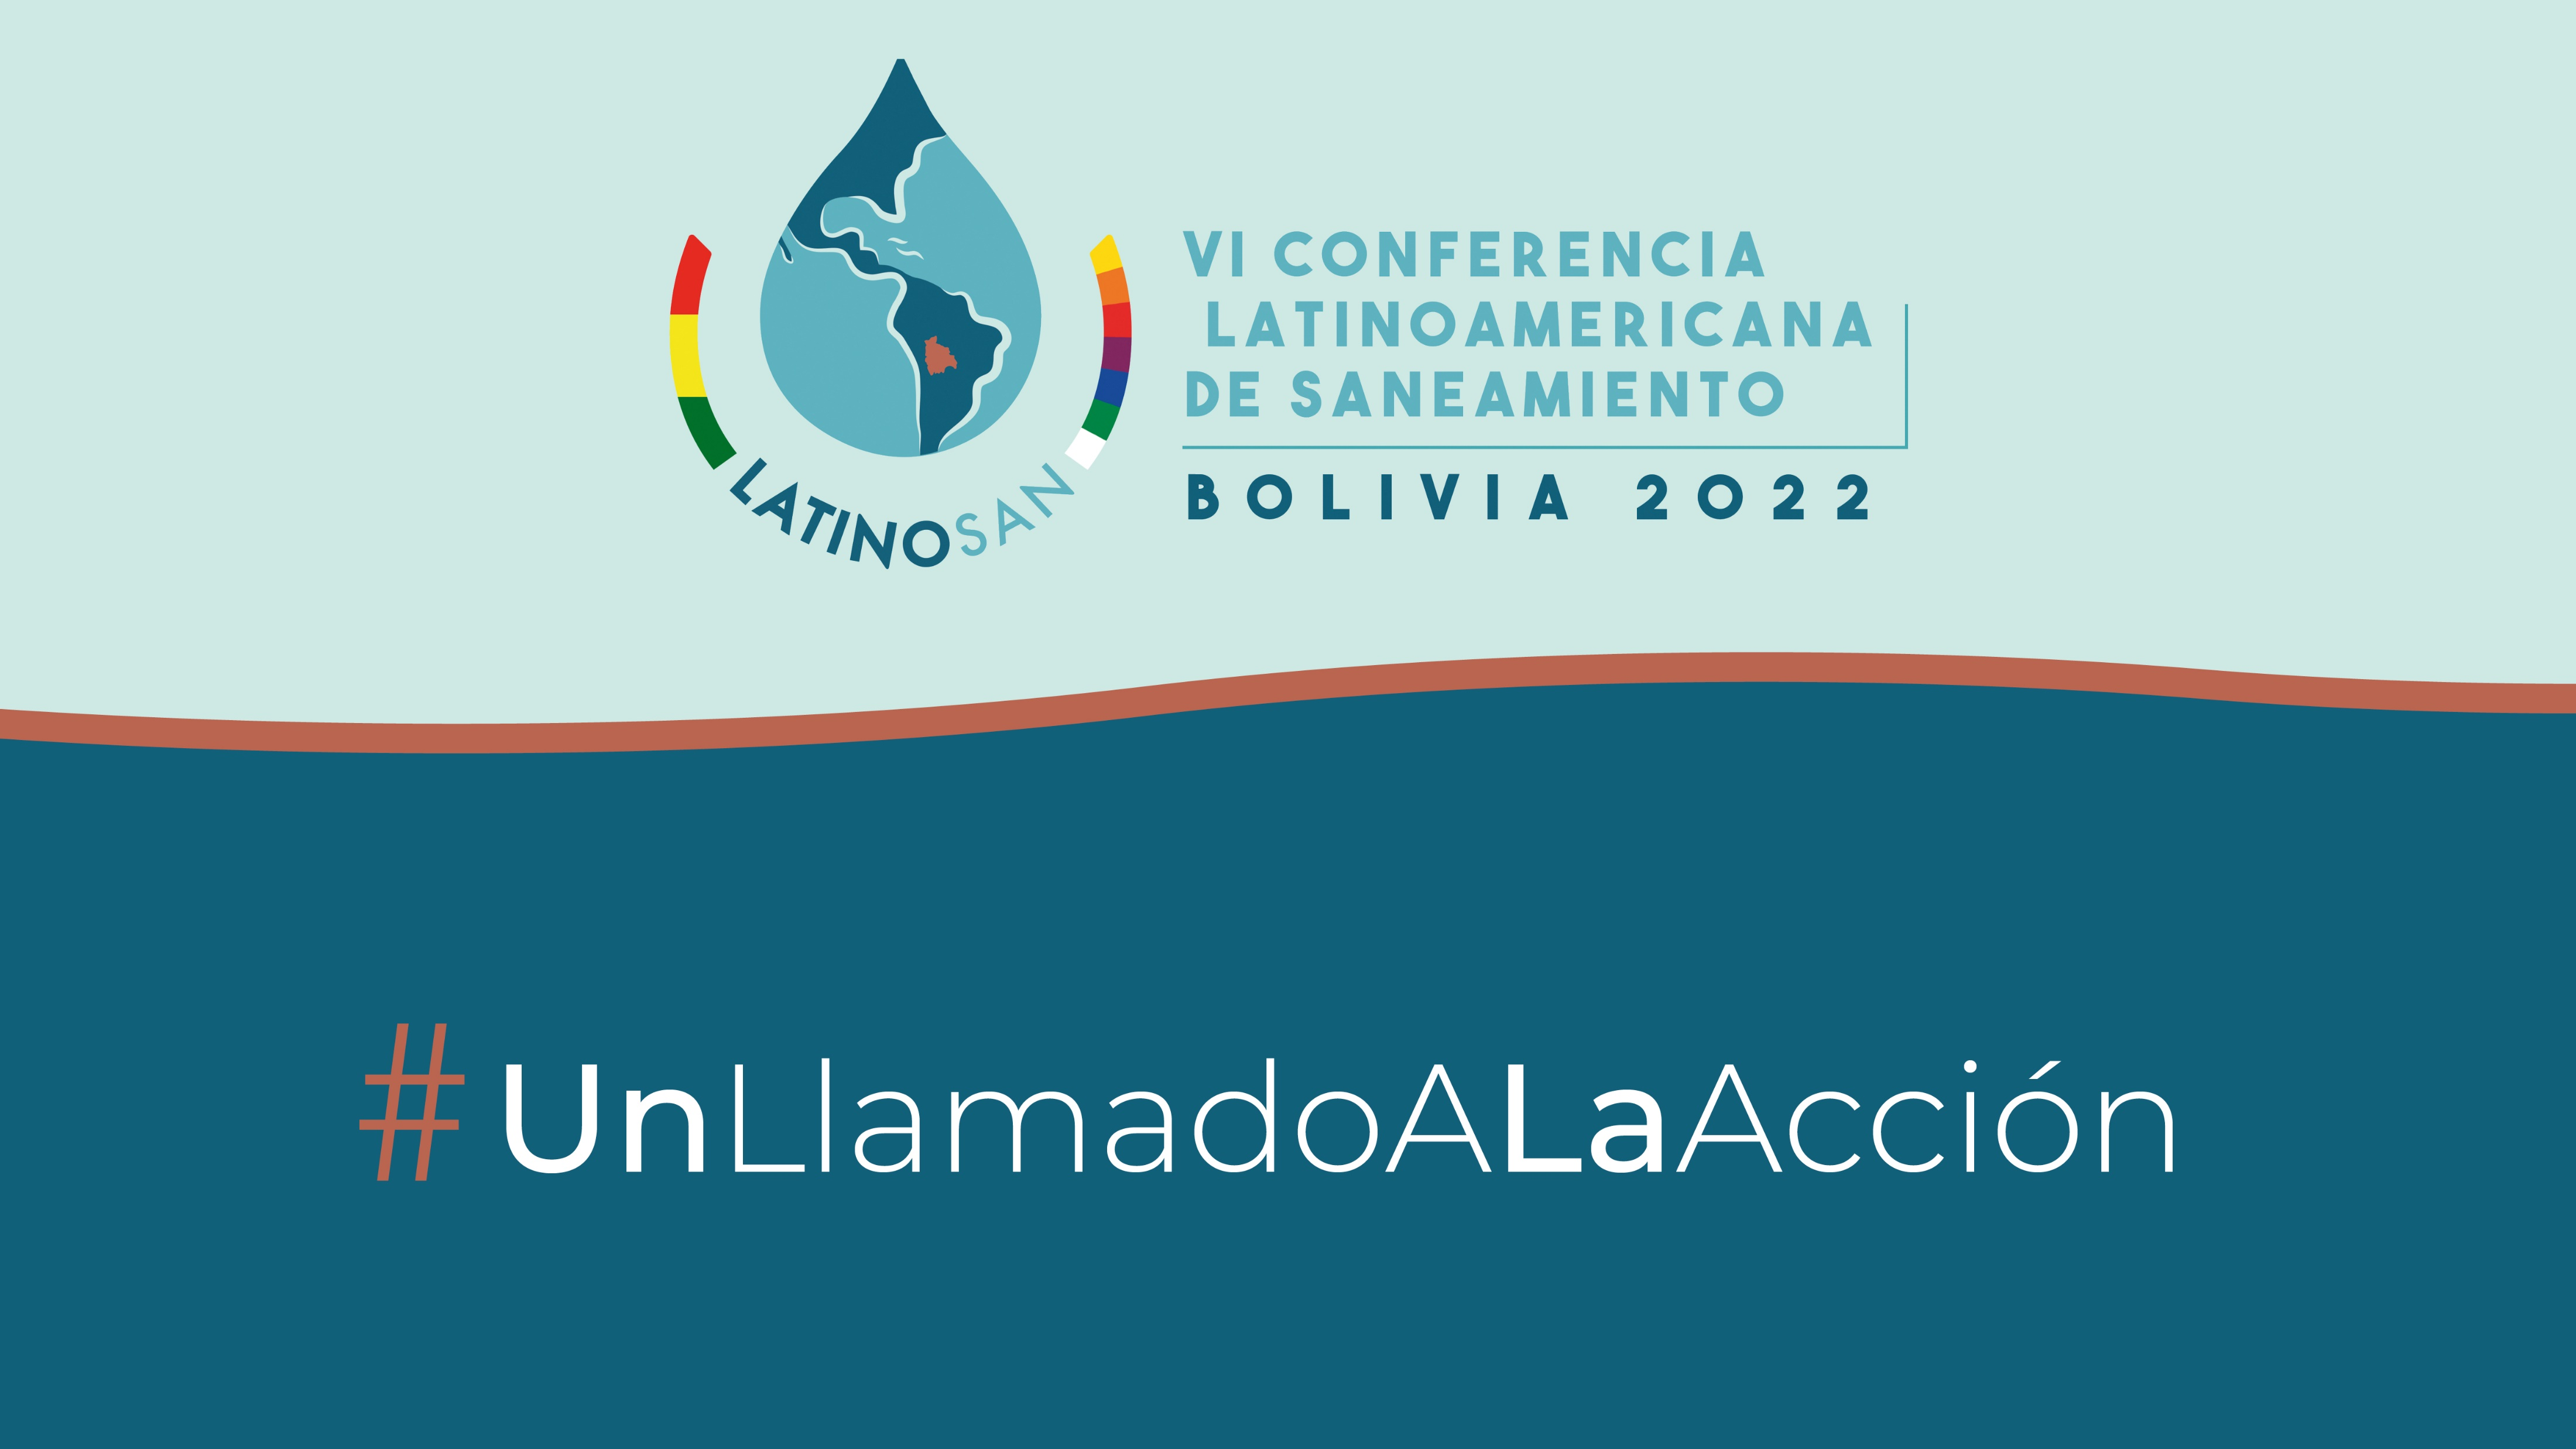 VI CONFERENCIA
LATINOAMERICANA
DE SANEAMIENTO
BOLIVIA 2022
LATINOSAN
#UnLlamadoALaAcción